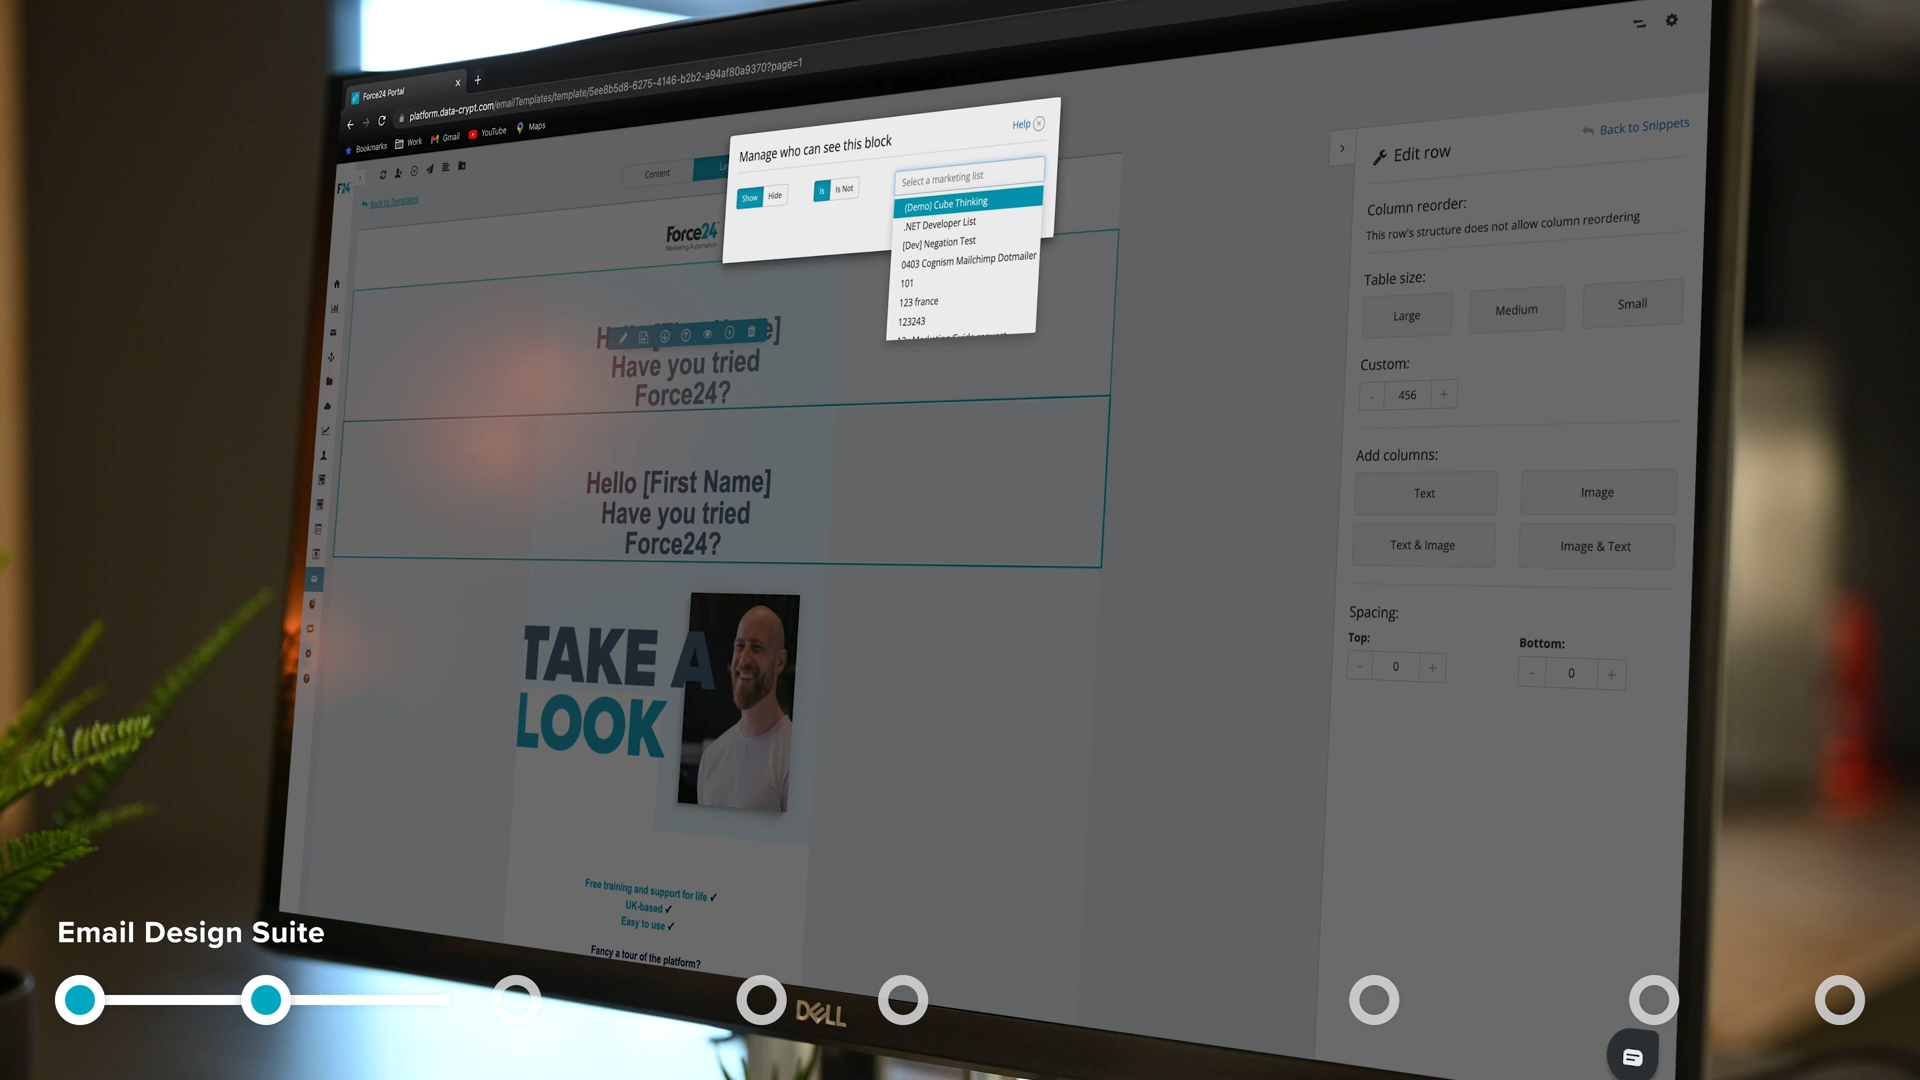 Force24 Portal
platform.data-crypt.com/emailTemplates/template/5ee8b5d8-6275-4146-b2b2-a94af80a9370?page=1
Bookmarks Work Gmail YouTube Maps
F24
Back to Templates
Content
Manage who can see this block
Help
Show Hide
Is Is Not
Select a marketing list
(Demo) Cube Thinking
.NET Developer List
[Dev] Negation Test
0403 Cognism Mailchimp Dotmailer
101
123 france
123243
Force24
Marketing Automation
Have you tried
Force24?
Hello [First Name]
Have you tried
Force24?
TAKE A
LOOK
Free training and support for life ✓
UK-based ✓
Easy to use ✓
Fancy a tour of the platform?
Back to Snippets
Edit row
Column reorder:
This row's structure does not allow column reordering
Table size:
Large Medium Small
Custom:
- 456 +
Add columns:
Text Image
Text & Image Image & Text
Spacing:
Top: Bottom:
- 0 + - 0 +
Email Design Suite
DELL